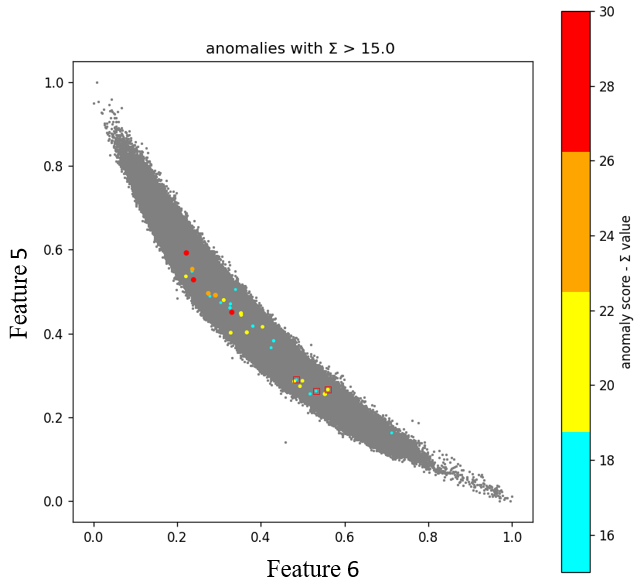 anomalies with Σ > 15.0
1.0
0.8
0.6
0.4
0.2
0.0
Feature 5
0.0 0.2 0.4 0.6 0.8 1.0
Feature 6
30
28
26
24
22
20
18
16
anomaly score - Σ value